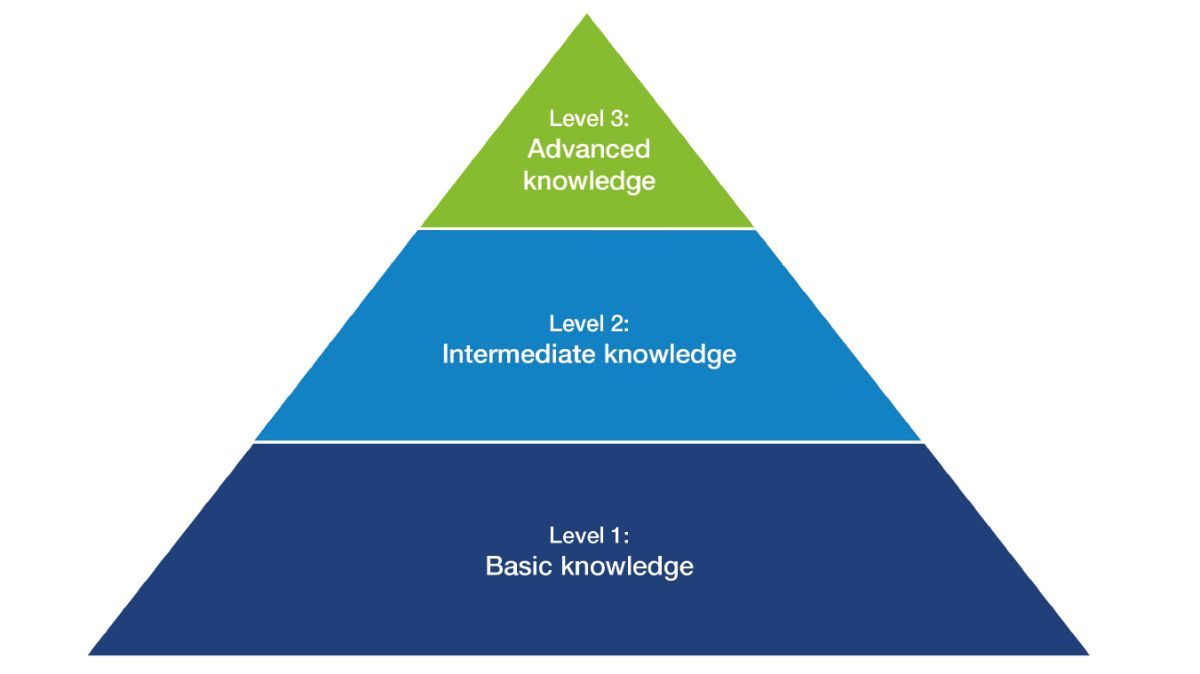 Level 3:
Advanced
knowledge
Level 2:
Intermediate knowledge
Level 1:
Basic knowledge